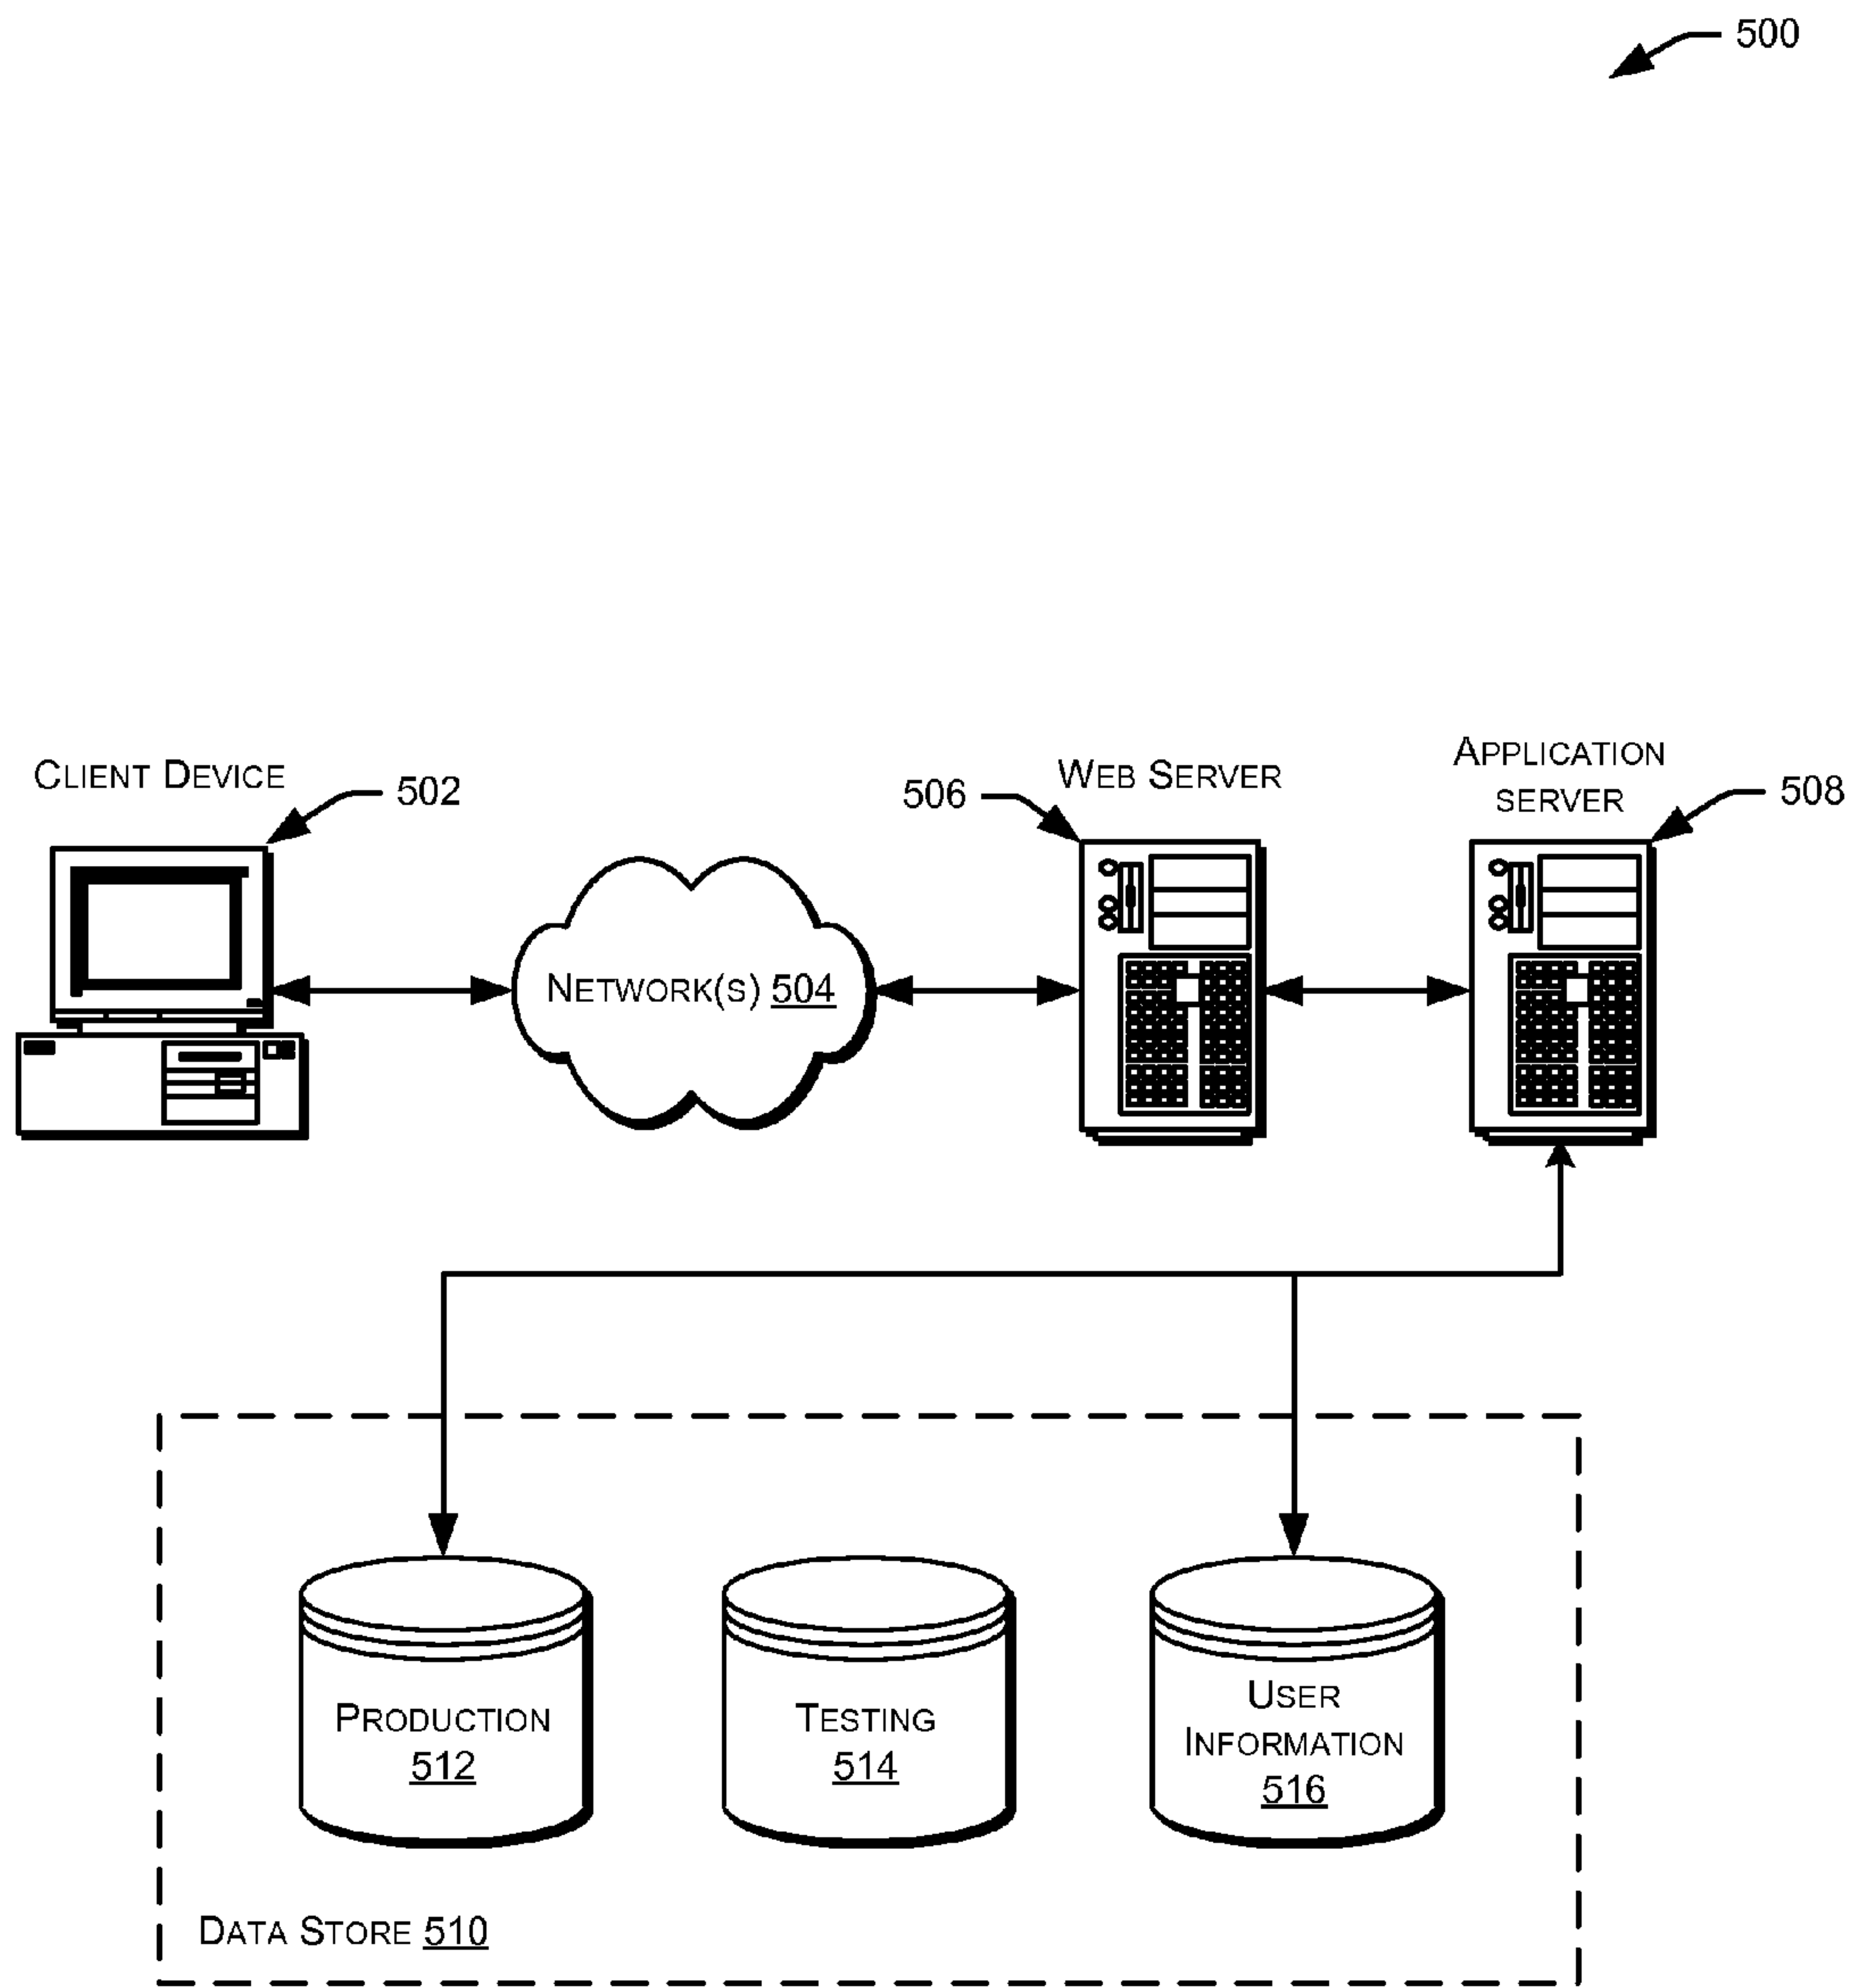 500
CLIENT DEVICE
502
506
WEB SERVER
APPLICATION
SERVER
508
NETWORK(S) 504
PRODUCTION
512
TESTING
514
USER
INFORMATION
516
DATA STORE 510